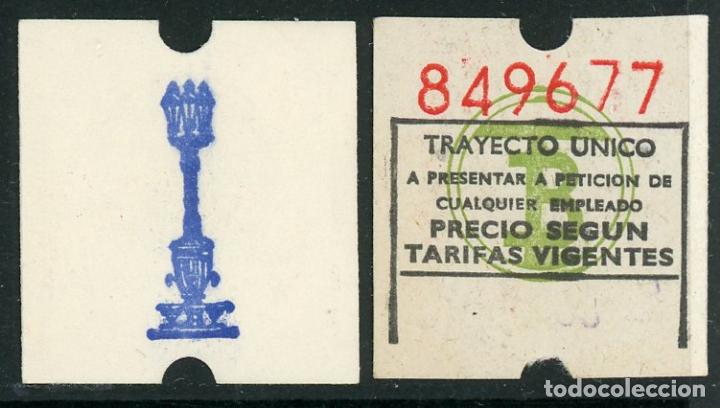 849677
TRAYECTO UNICO
A PRESENTAR A PETICION DE
CUALQUIER EMPLEADO
PRECIO SEGUN
TARIFAS VIGENTES
B
todocoleccion